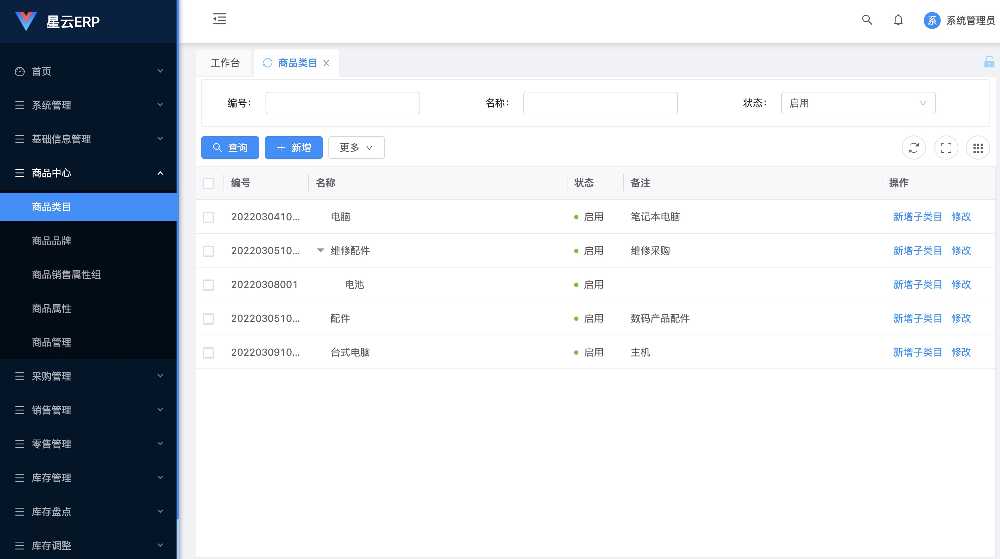 星云ERP
系 系统管理员
首页
系统管理
基础信息管理
商品中心
商品类目
商品品牌
商品销售属性组
商品属性
商品管理
采购管理
销售管理
零售管理
库存管理
库存盘点
库存调整
工作台 商品类目
编号： 名称： 状态： 启用
查询 新增 更多
编号 名称 状态 备注 操作
2022030410... 电脑 启用 笔记本电脑 新增子类目 修改
2022030510... 维修配件 启用 维修采购 新增子类目 修改
20220308001 电池 启用 新增子类目 修改
2022030510... 配件 启用 数码产品配件 新增子类目 修改
2022030910... 台式电脑 启用 主机 新增子类目 修改